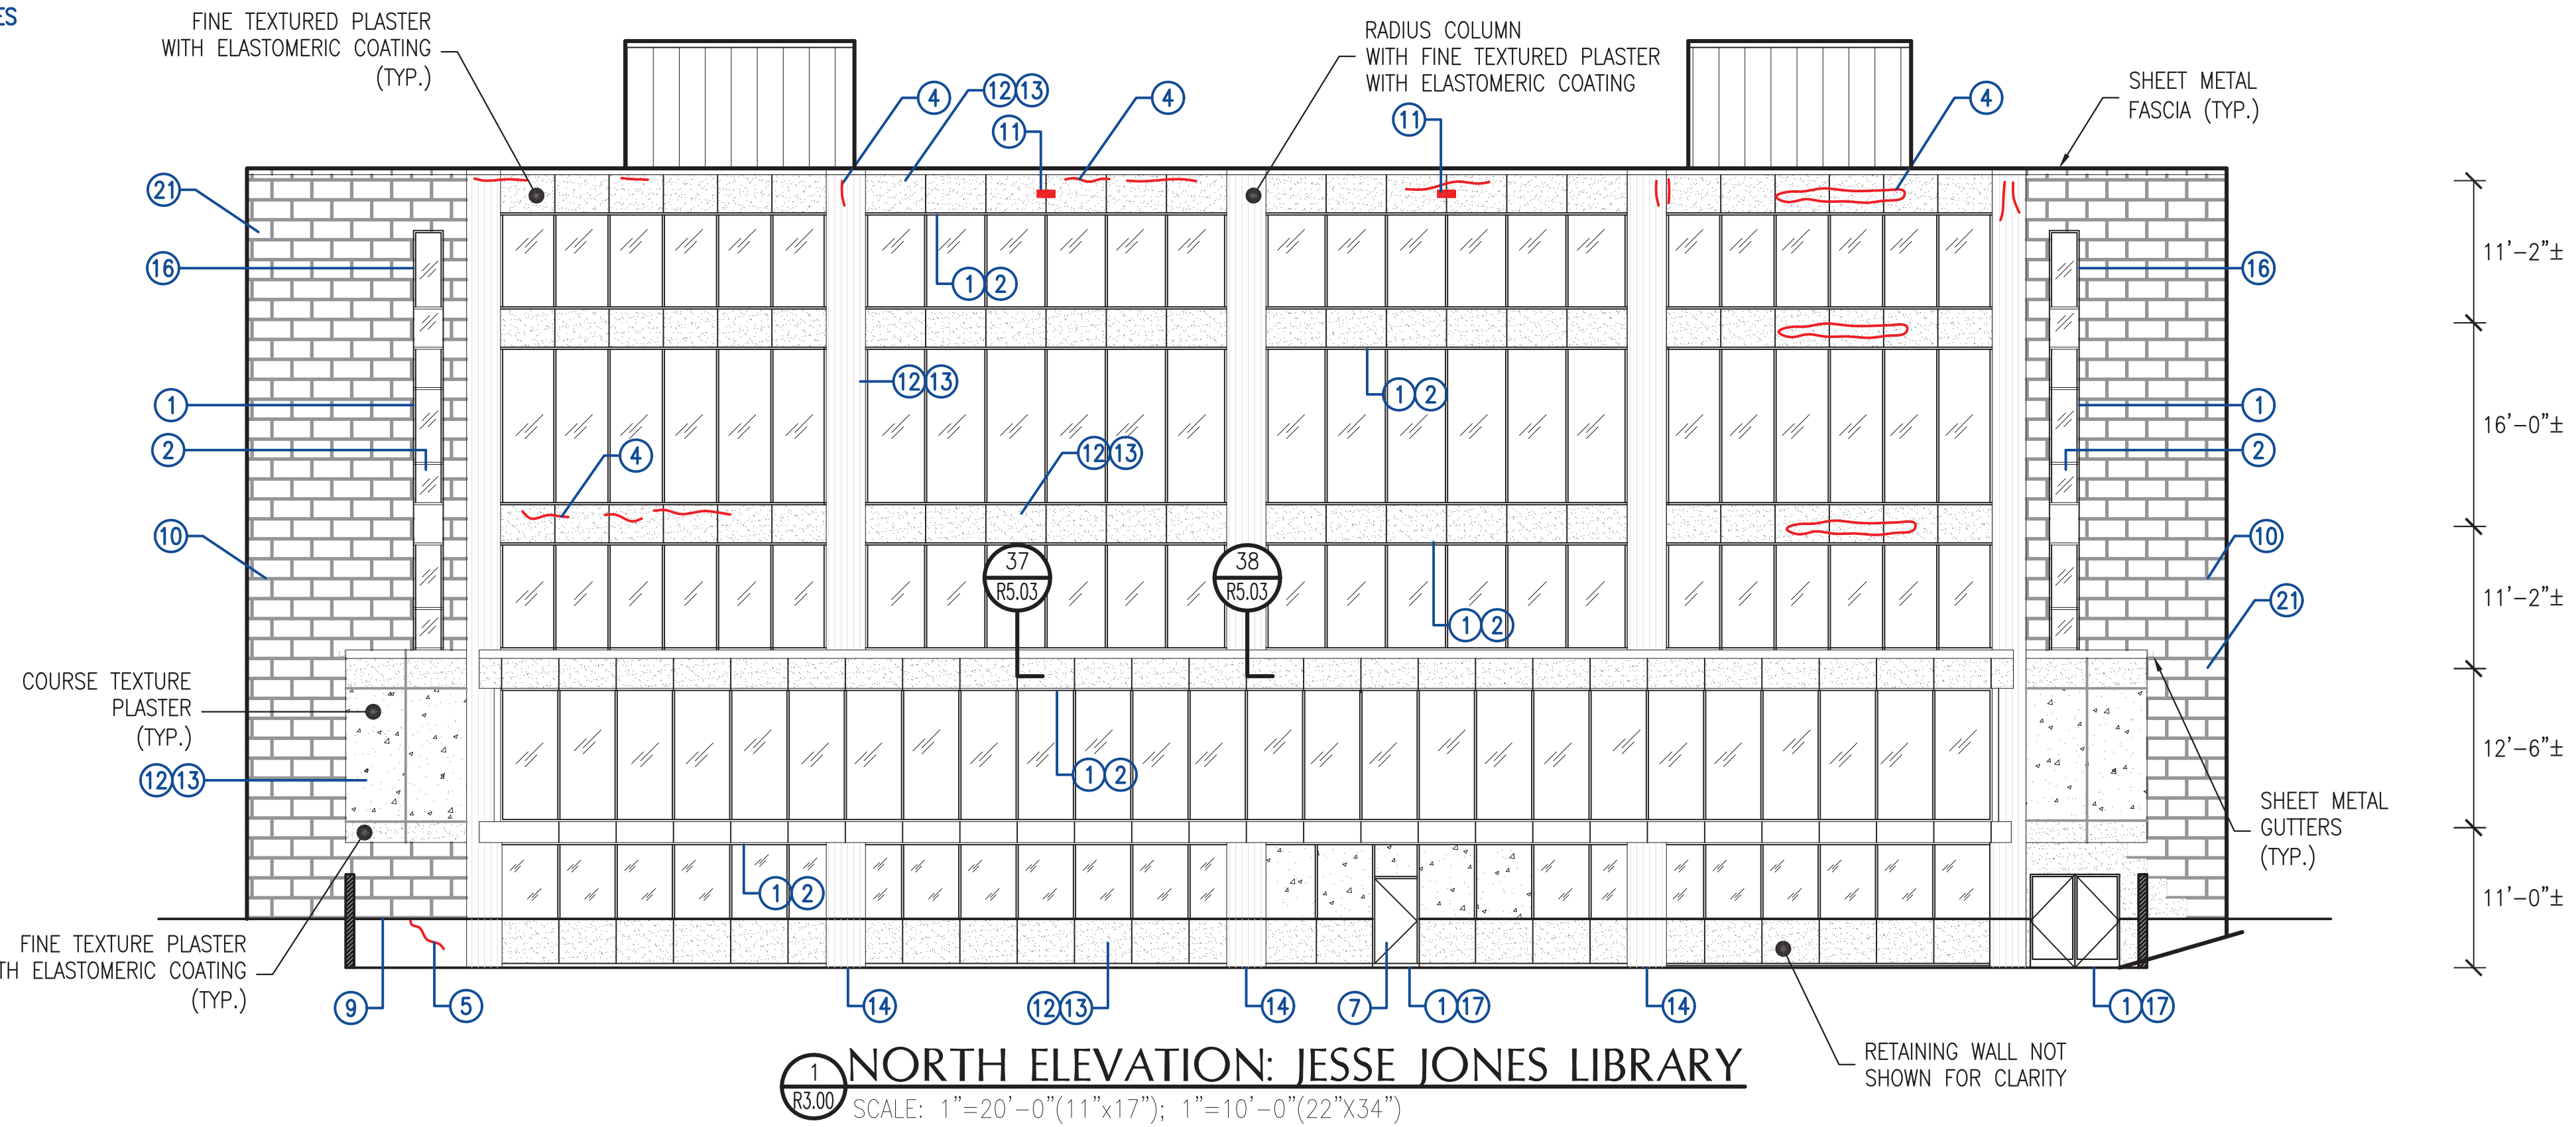 ES
FINE TEXTURED PLASTER
WITH ELASTOMERIC COATING
(TYP.)
RADIUS COLUMN
WITH FINE TEXTURED PLASTER
WITH ELASTOMERIC COATING
SHEET METAL
FASCIA (TYP.)
4
12 13
11
4
11
4
21
16
1 2
16
11'-2"±
12 13
1 2
1
1
16'-0"±
2
4
12 13
2
10
10
37
R5.03
38
R5.03
1 2
21
11'-2"±
COURSE TEXTURE
PLASTER
(TYP.)
12 13
1 2
12'-6"±
SHEET METAL
GUTTERS
(TYP.)
1 2
11'-0"±
FINE TEXTURE PLASTER
TH ELASTOMERIC COATING
(TYP.)
9
5
14
12 13
14
7
1 17
14
1 17
RETAINING WALL NOT
SHOWN FOR CLARITY
1
R3.00
NORTH ELEVATION: JESSE JONES LIBRARY
SCALE: 1"=20'-0"(11"x17"); 1"=10'-0"(22"X34")